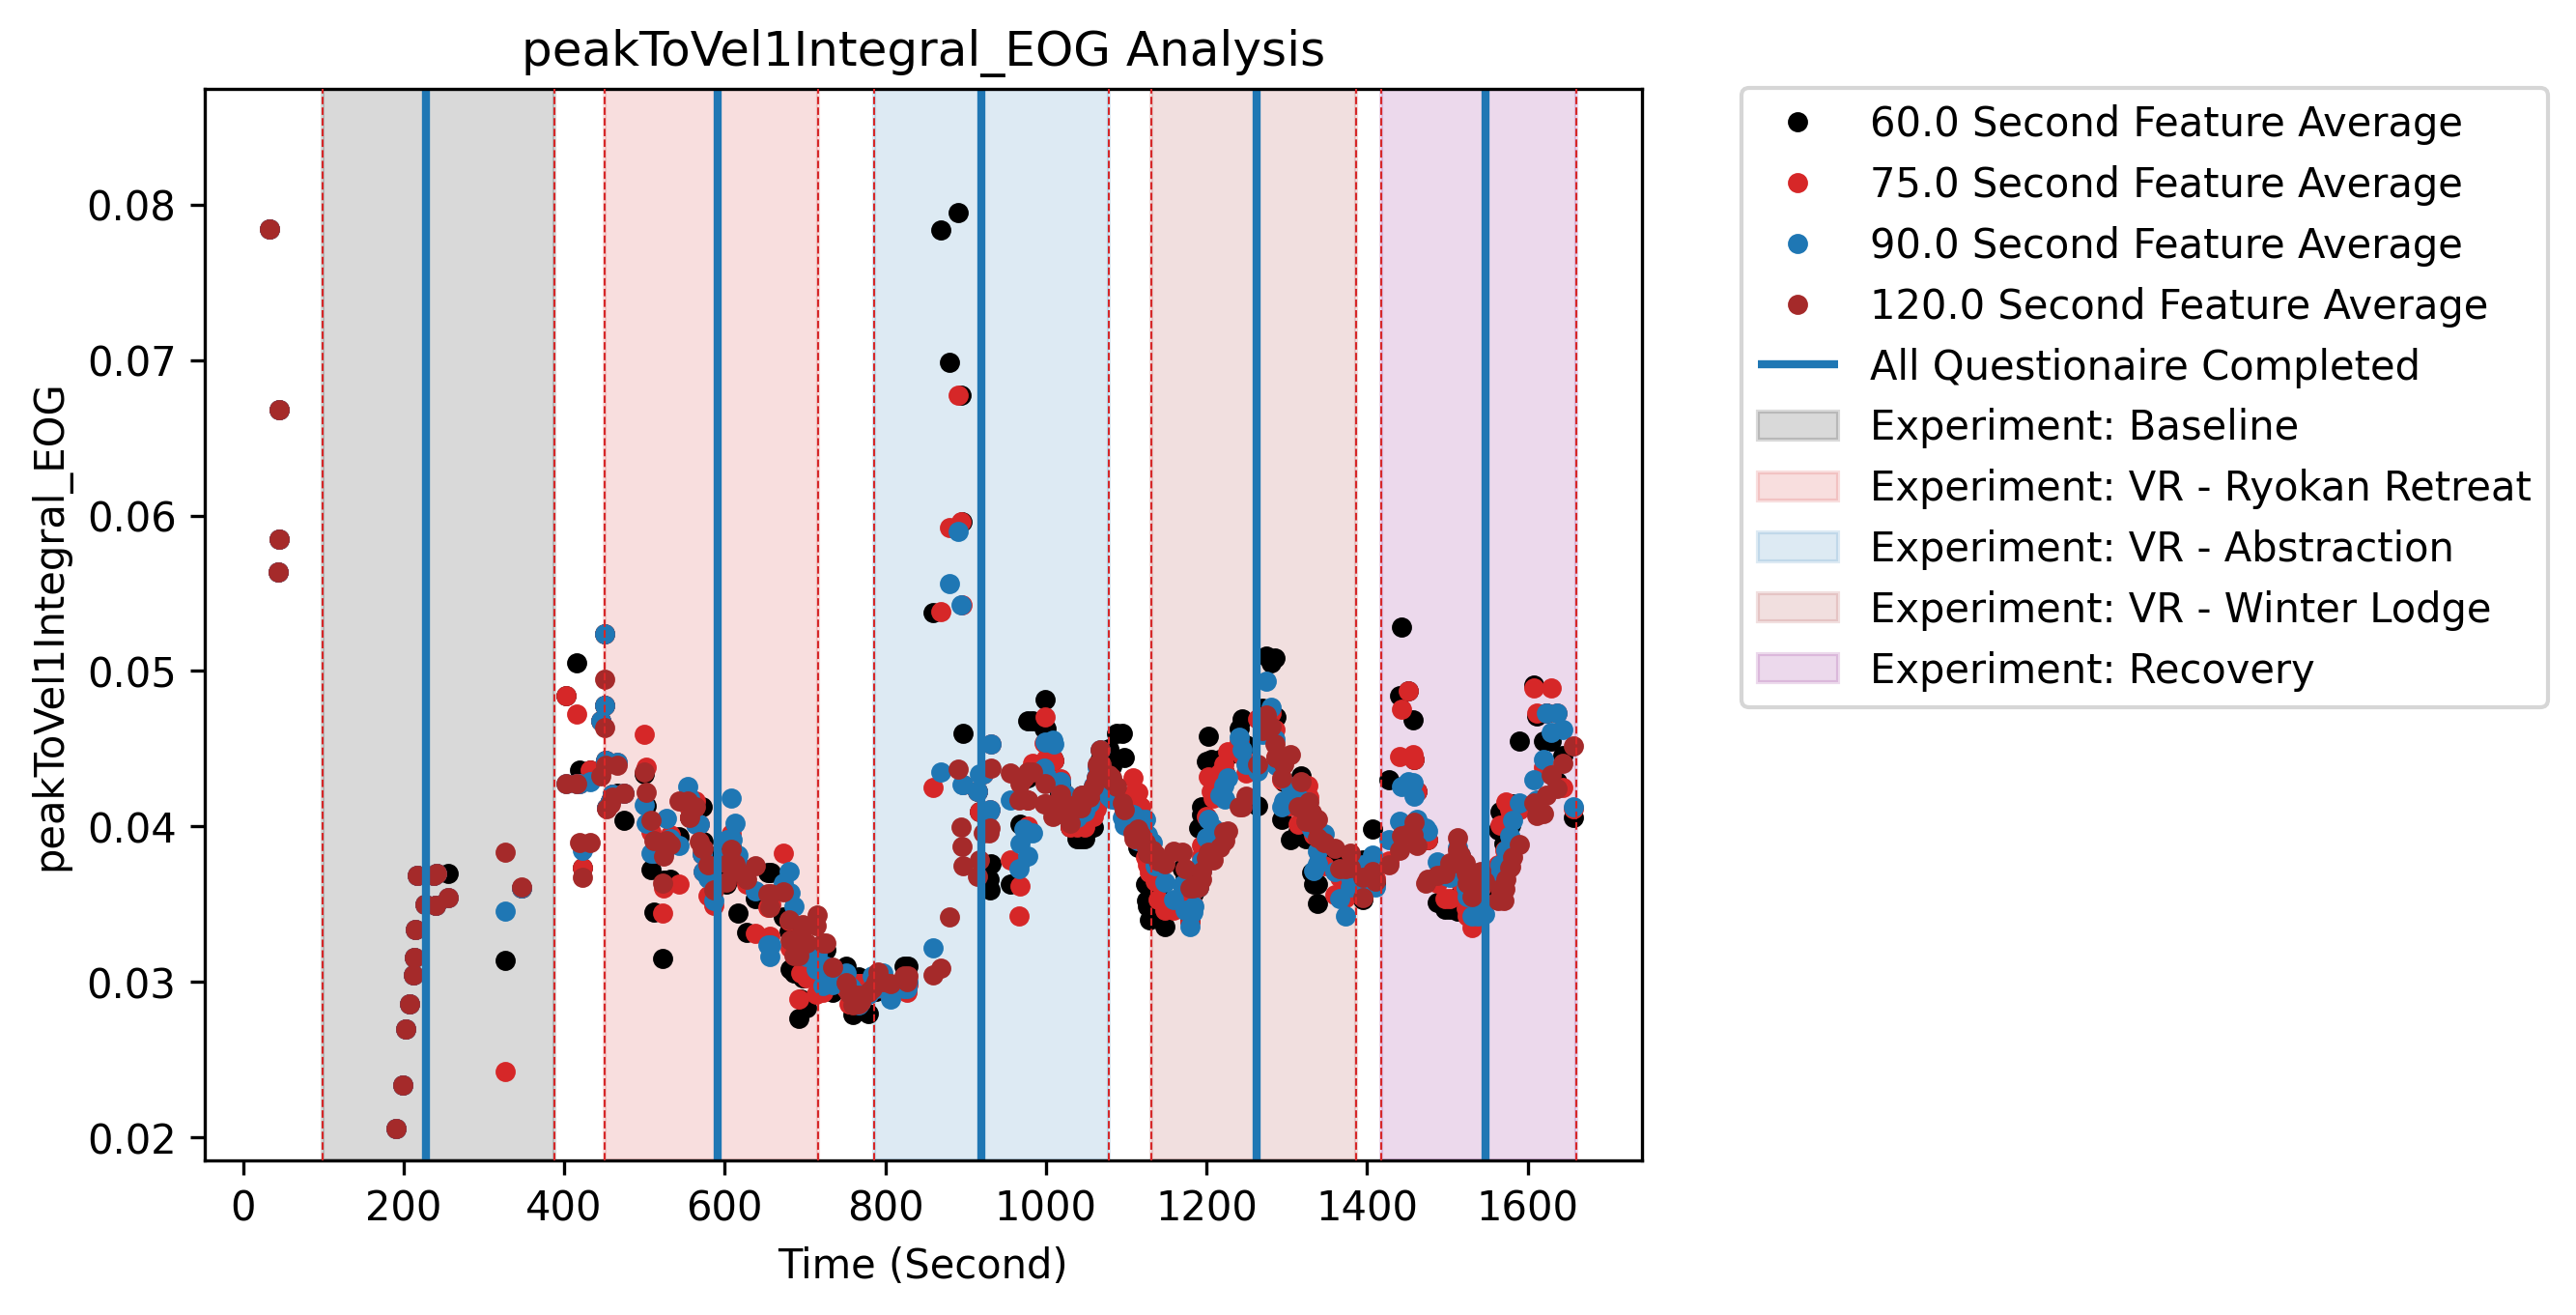 peakToVel1Integral_EOG Analysis
peakToVel1Integral_EOG
0.08
0.07
0.06
0.05
0.04
0.03
0.02
0 200 400 600 800 1000 1200 1400 1600
Time (Second)
60.0 Second Feature Average
75.0 Second Feature Average
90.0 Second Feature Average
120.0 Second Feature Average
All Questionaire Completed
Experiment: Baseline
Experiment: VR - Ryokan Retreat
Experiment: VR - Abstraction
Experiment: VR - Winter Lodge
Experiment: Recovery